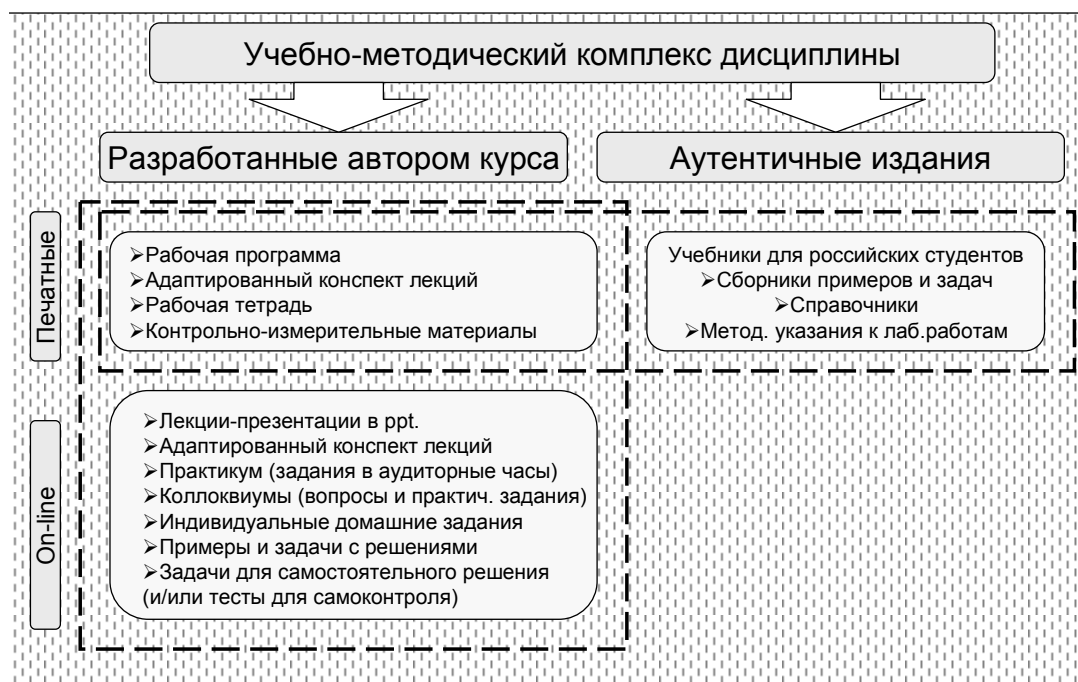 Учебно-методический комплекс дисциплины
Разработанные автором курса
Аутентичные издания
Печатные
➢Рабочая программа
➢Адаптированный конспект лекций
➢Рабочая тетрадь
➢Контрольно-измерительные материалы
Учебники для российских студентов
➢Сборники примеров и задач
➢Справочники
➢Метод. указания к лаб.работам
On-line
➢Лекции-презентации в ppt.
➢Адаптированный конспект лекций
➢Практикум (задания в аудиторные часы)
➢Коллоквиумы (вопросы и практич. задания)
➢Индивидуальные домашние задания
➢Примеры и задачи с решениями
➢Задачи для самостоятельного решения
(и/или тесты для самоконтроля)